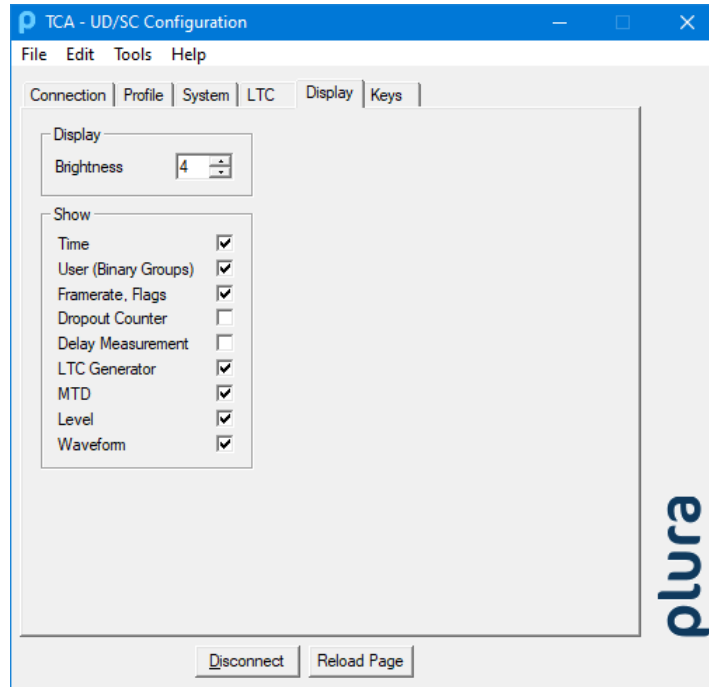 TCA - UD/SC Configuration
File Edit Tools Help
Connection Profile System LTC Display Keys
Display
Brightness 4
Show
Time
User (Binary Groups)
Framerate, Flags
Dropout Counter
Delay Measurement
LTC Generator
MTD
Level
Waveform
plura
Disconnect Reload Page